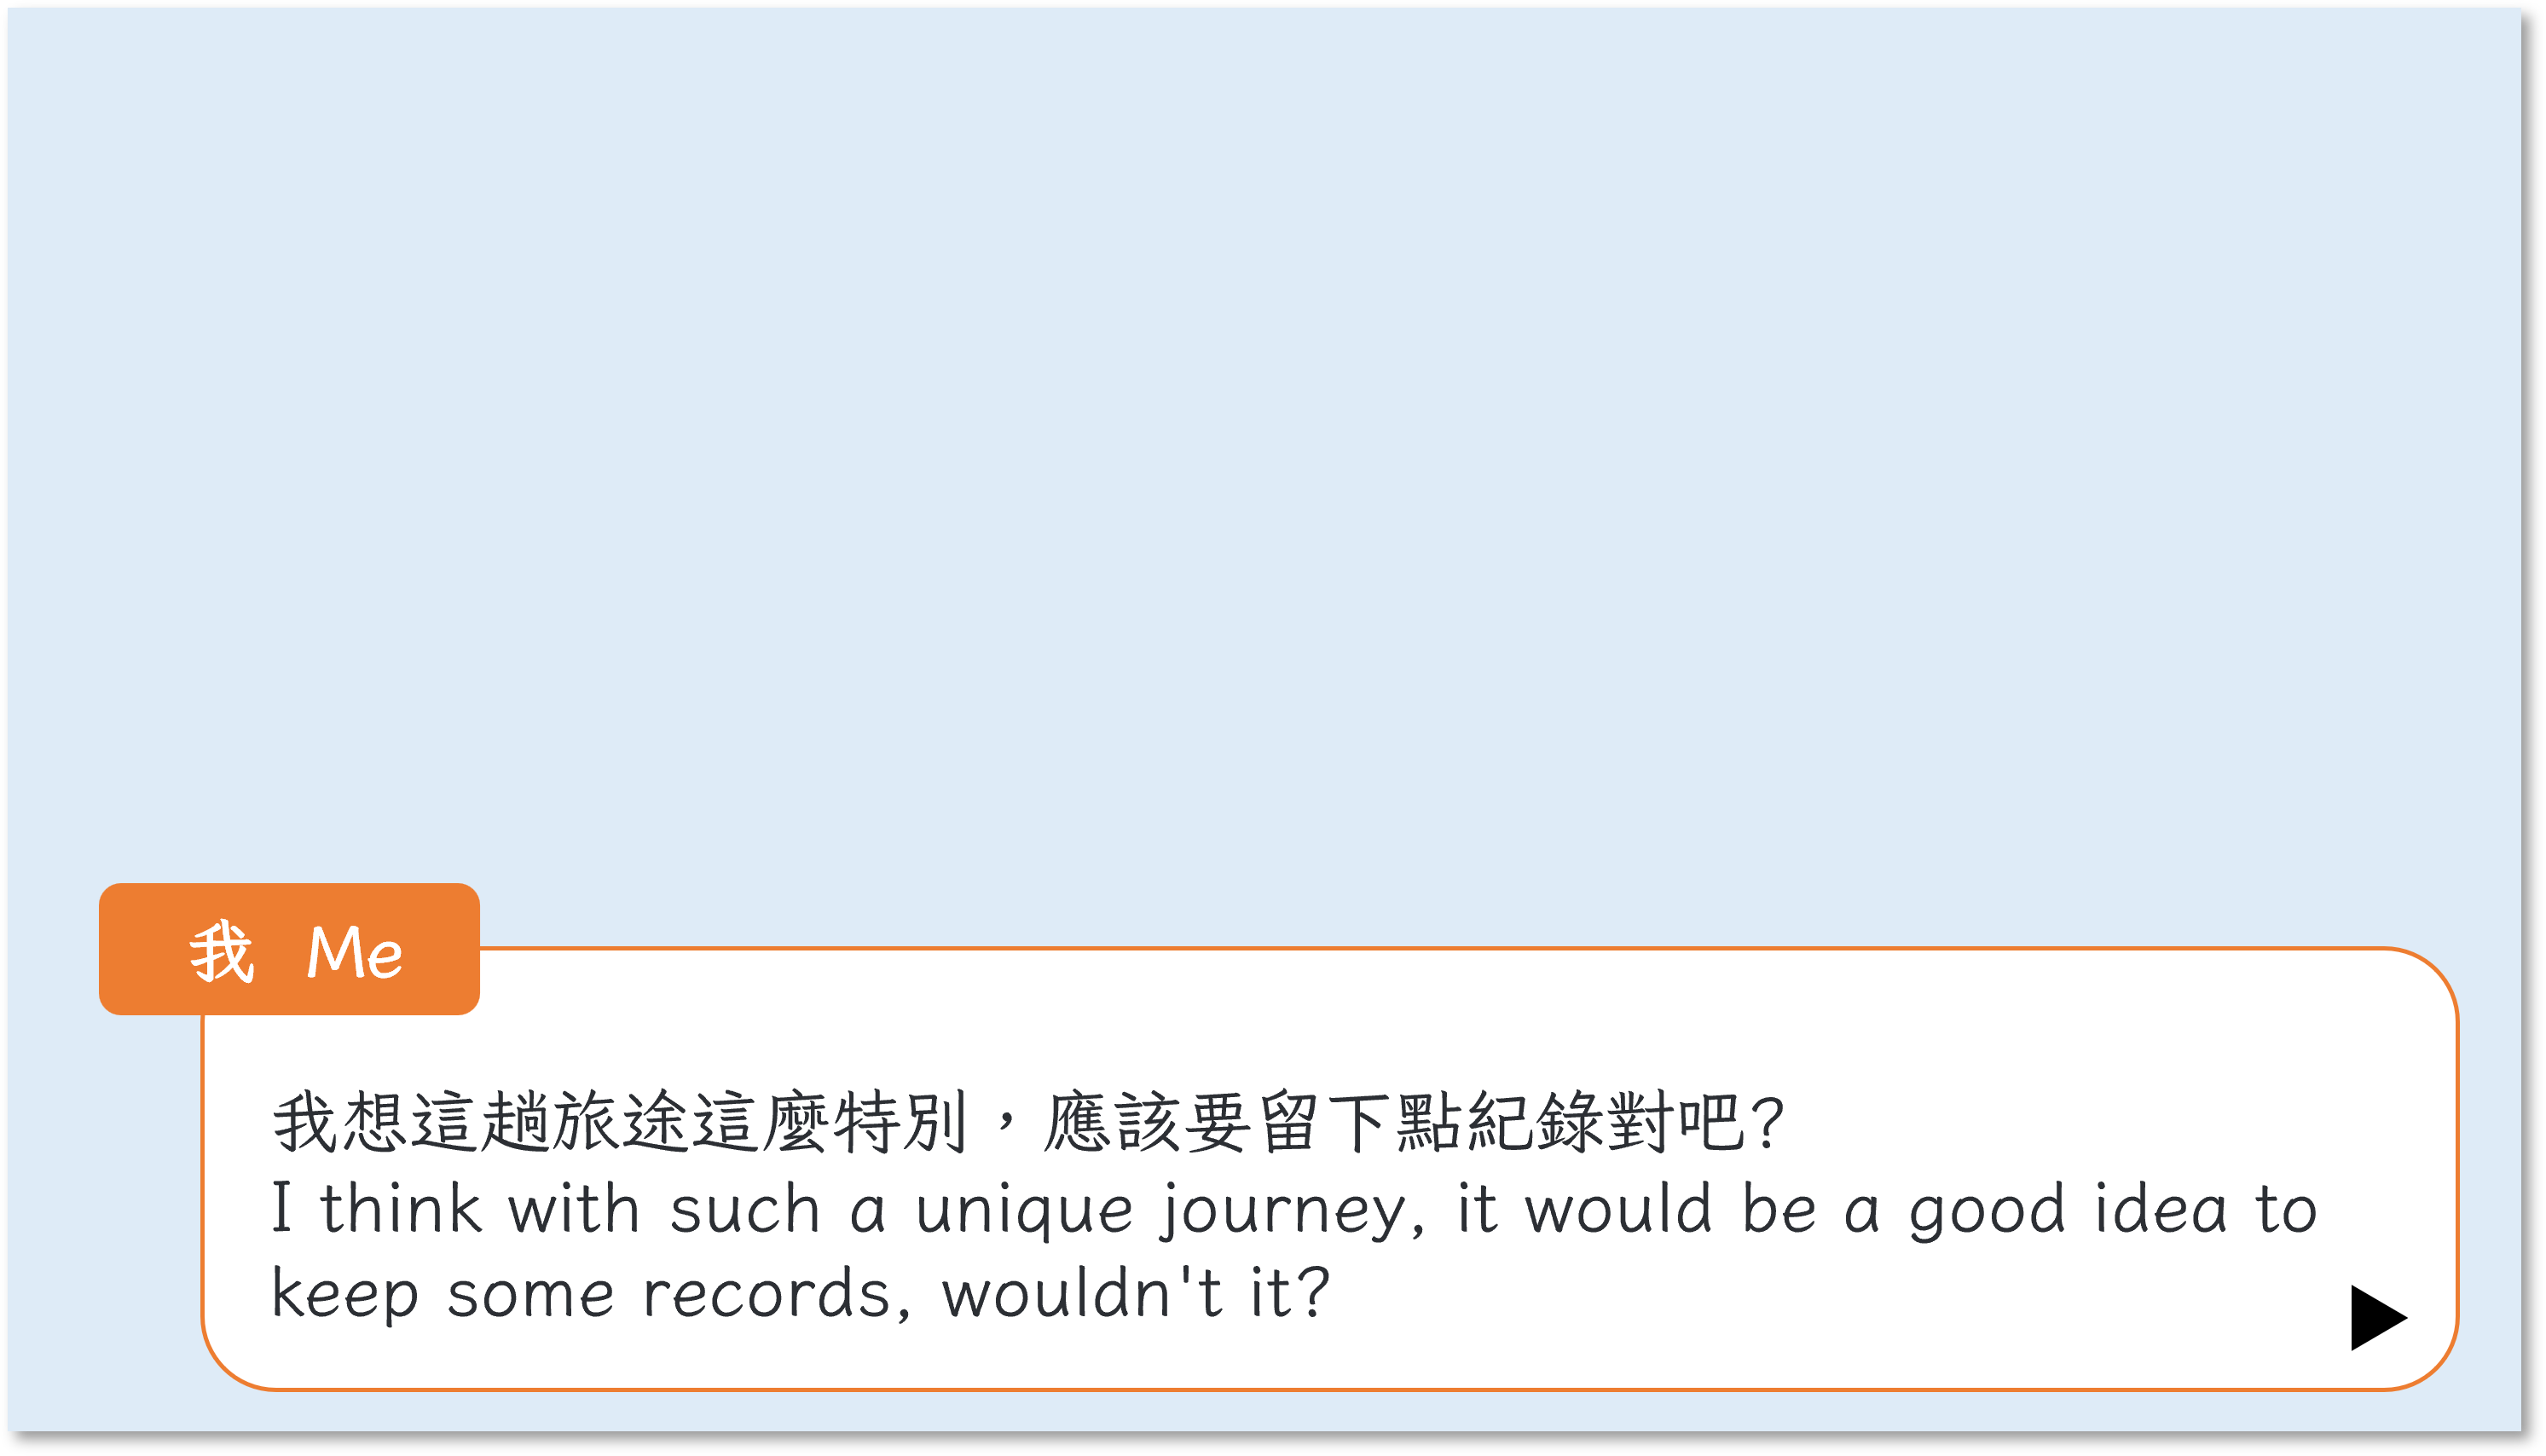 我 Me
我想這趟旅途這麼特別，應該要留下點紀錄對吧?
I think with such a unique journey, it would be a good idea to
keep some records, wouldn't it?